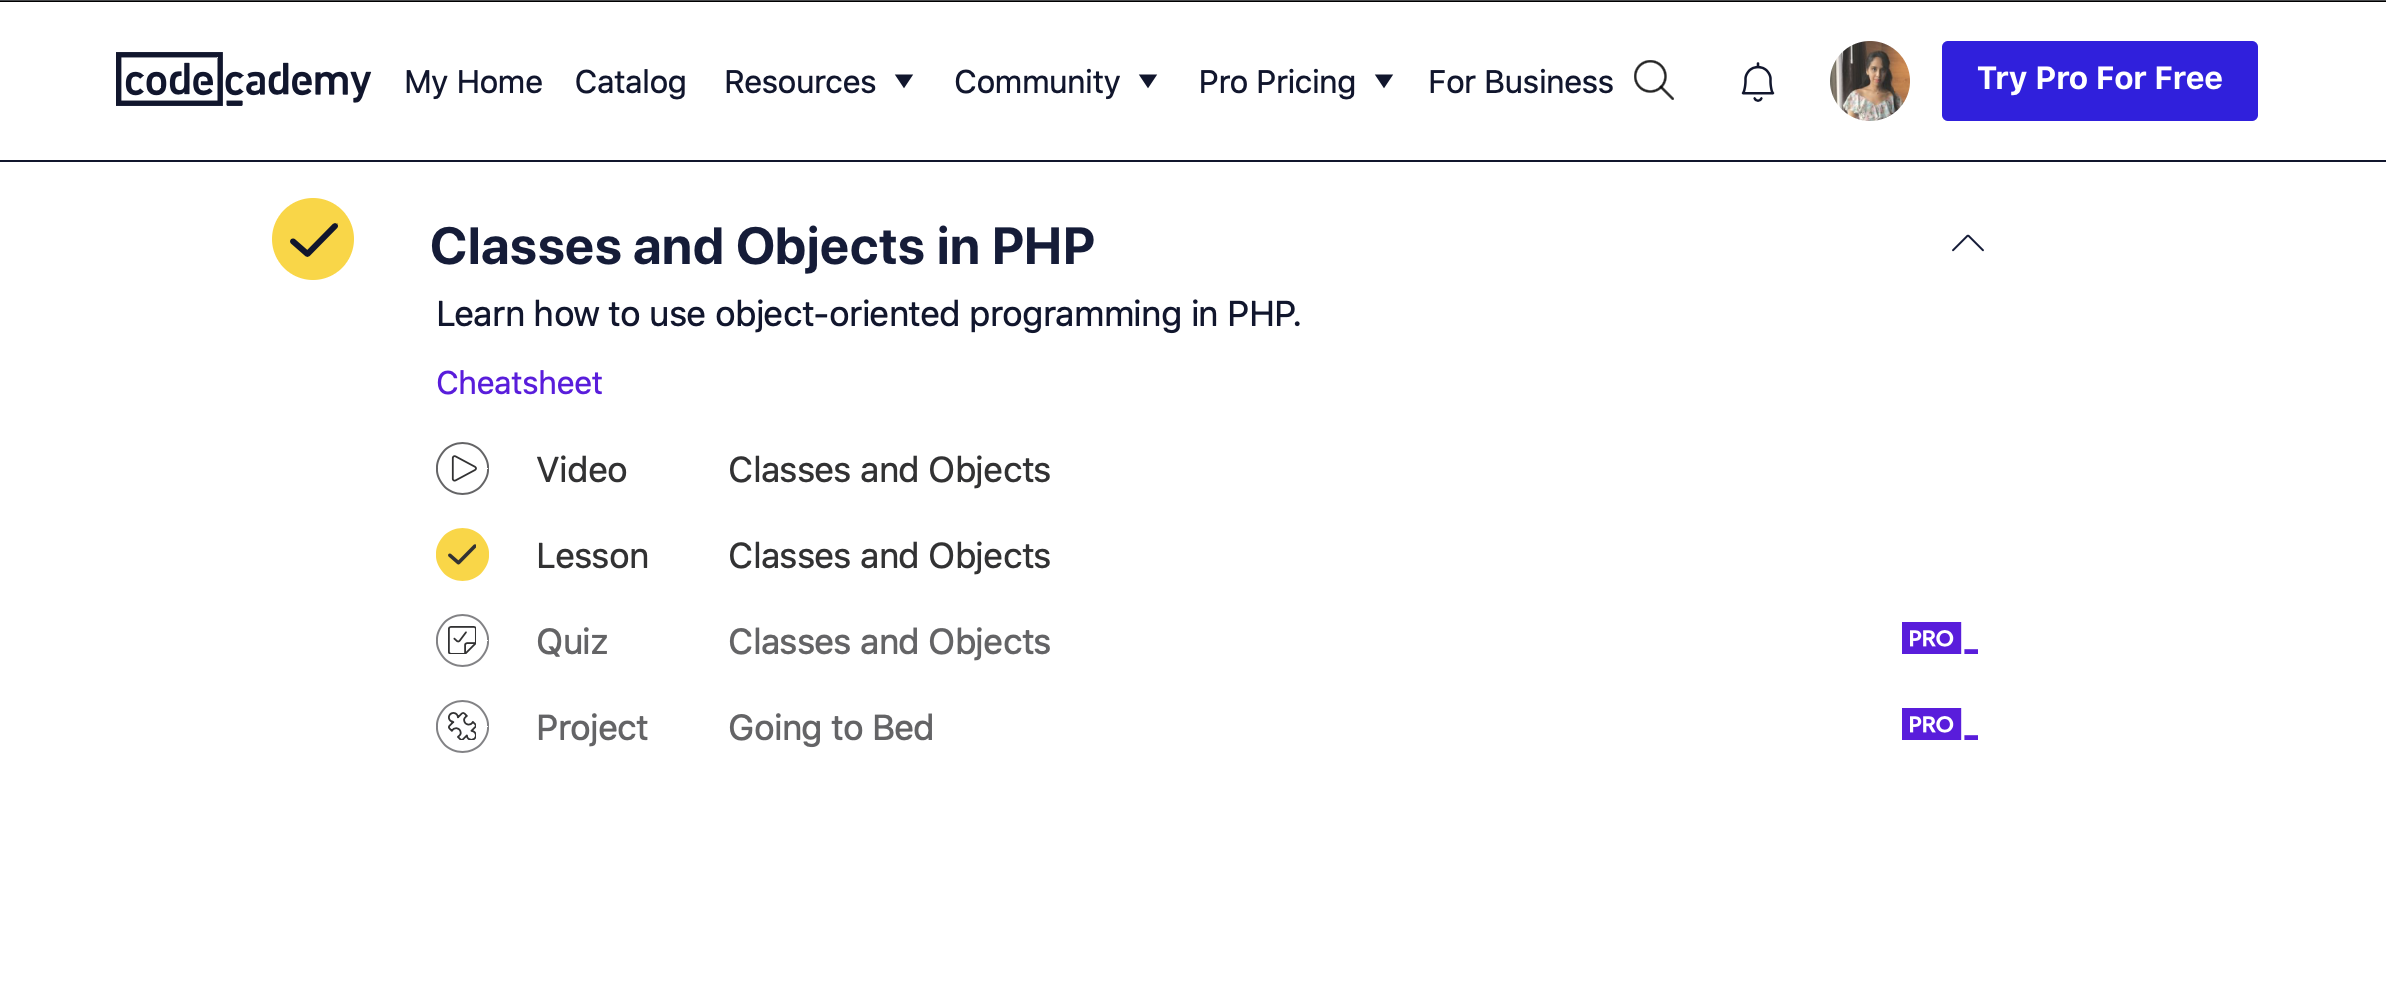 codecademy My Home Catalog Resources Community Pro Pricing For Business Try Pro For Free
Classes and Objects in PHP
Learn how to use object-oriented programming in PHP.
Cheatsheet
Video Classes and Objects
Lesson Classes and Objects
Quiz Classes and Objects PRO
Project Going to Bed PRO